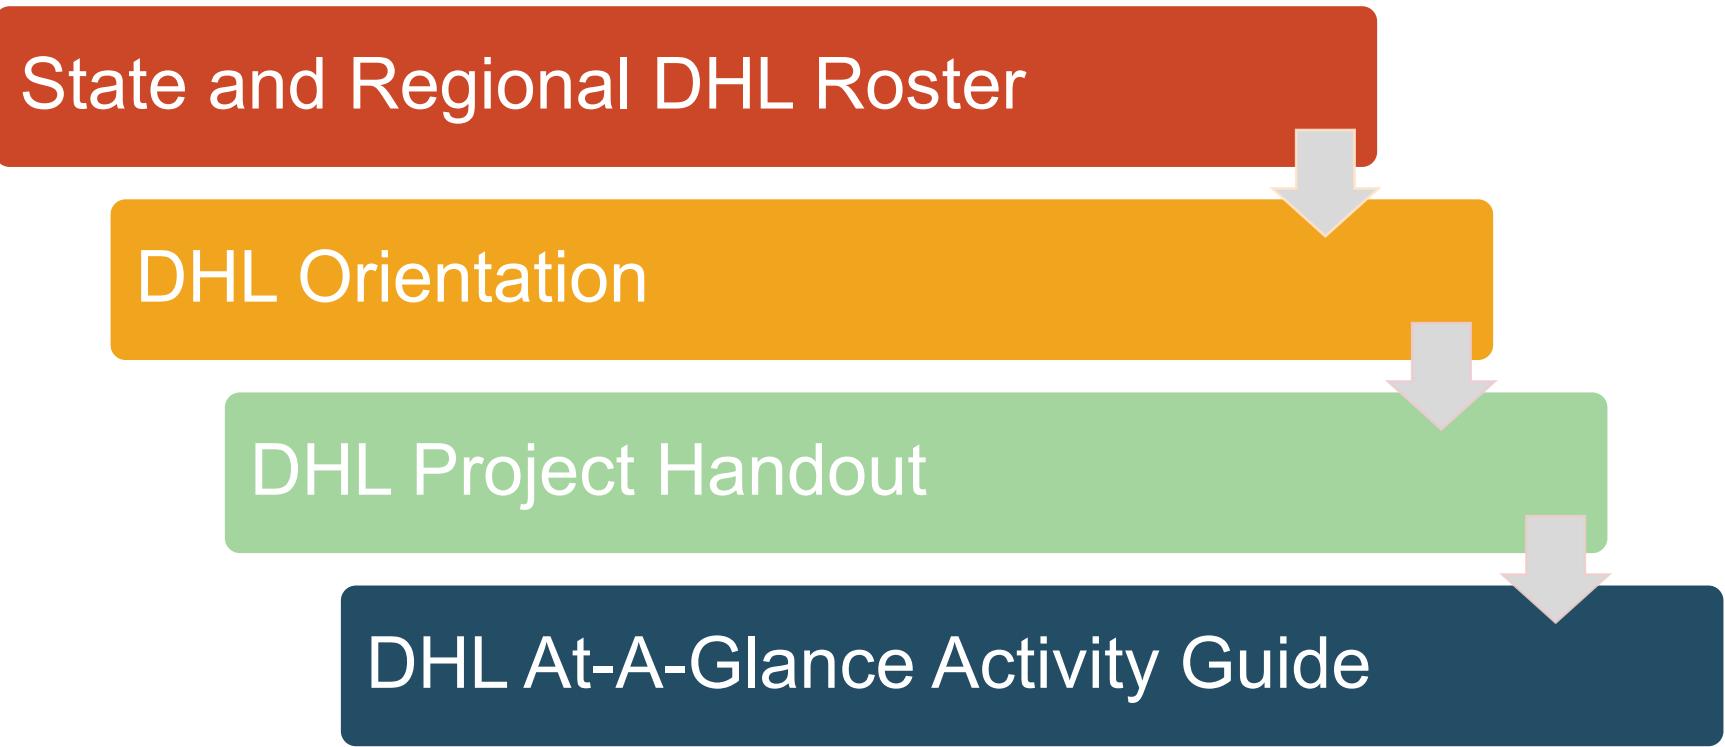 State and Regional DHL Roster
DHL Orientation
DHL Project Handout
DHL At-A-Glance Activity Guide